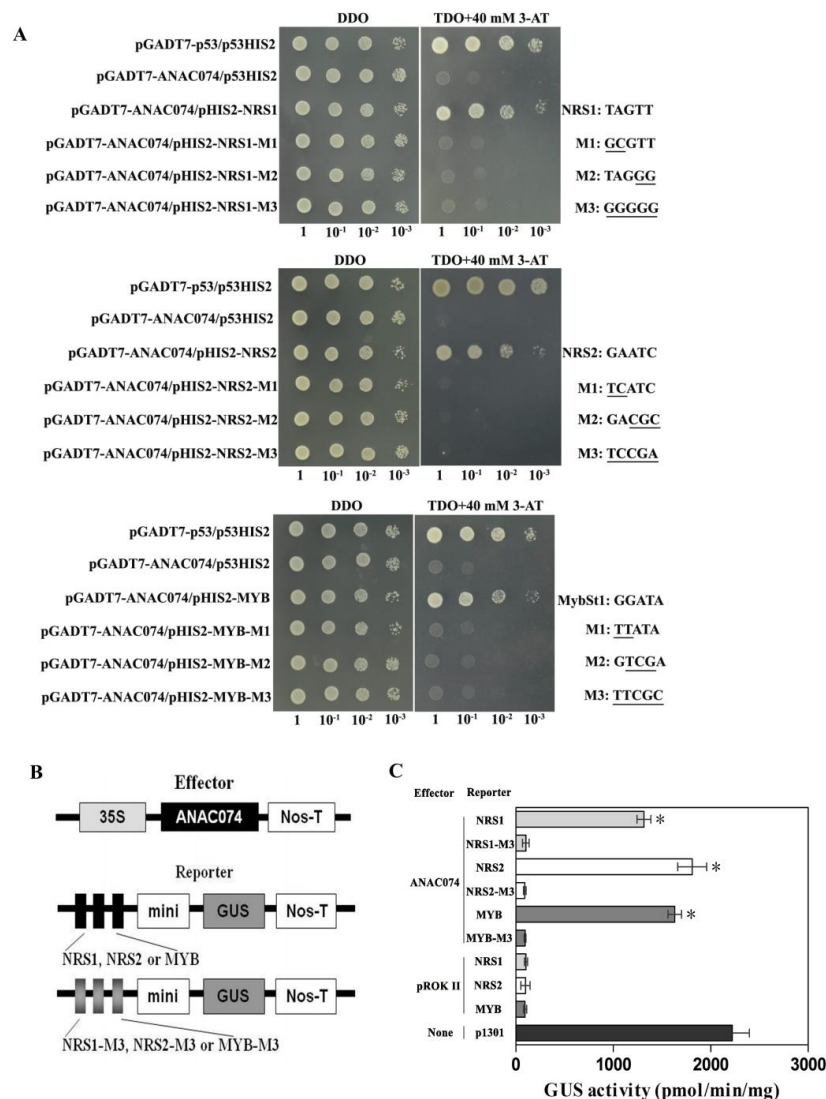 A
DDO TDO+40 mM 3-AT
pGADT7-p53/p53HIS2
pGADT7-ANAC074/p53HIS2
pGADT7-ANAC074/pHIS2-NRS1 NRS1: TAGTT
pGADT7-ANAC074/pHIS2-NRS1-M1 M1: GCGTT
pGADT7-ANAC074/pHIS2-NRS1-M2 M2: TAGGG
pGADT7-ANAC074/pHIS2-NRS1-M3 M3: GGGGG
1 10-1 10-2 10-3 1 10-1 10-2 10-3
DDO TDO+40 mM 3-AT
pGADT7-p53/p53HIS2
pGADT7-ANAC074/p53HIS2
pGADT7-ANAC074/pHIS2-NRS2 NRS2: GAATC
pGADT7-ANAC074/pHIS2-NRS2-M1 M1: TCATC
pGADT7-ANAC074/pHIS2-NRS2-M2 M2: GACGC
pGADT7-ANAC074/pHIS2-NRS2-M3 M3: TCCGA
1 10-1 10-2 10-3 1 10-1 10-2 10-3
DDO TDO+40 mM 3-AT
pGADT7-p53/p53HIS2
pGADT7-ANAC074/p53HIS2
pGADT7-ANAC074/pHIS2-MYB MybSt1: GGATA
pGADT7-ANAC074/pHIS2-MYB-M1 M1: TTATA
pGADT7-ANAC074/pHIS2-MYB-M2 M2: GTCGA
pGADT7-ANAC074/pHIS2-MYB-M3 M3: TTCGC
1 10-1 10-2 10-3 1 10-1 10-2 10-3
B
Effector
35S ANAC074 Nos-T
Reporter
mini GUS Nos-T
NRS1, NRS2 or MYB
mini GUS Nos-T
NRS1-M3, NRS2-M3 or MYB-M3
C
Effector Reporter
NRS1 *
NRS1-M3
NRS2 *
ANAC074
NRS2-M3
MYB *
MYB-M3
NRS1
pROK II NRS2
MYB
None p1301
0 1000 2000 3000
GUS activity (pmol/min/mg)